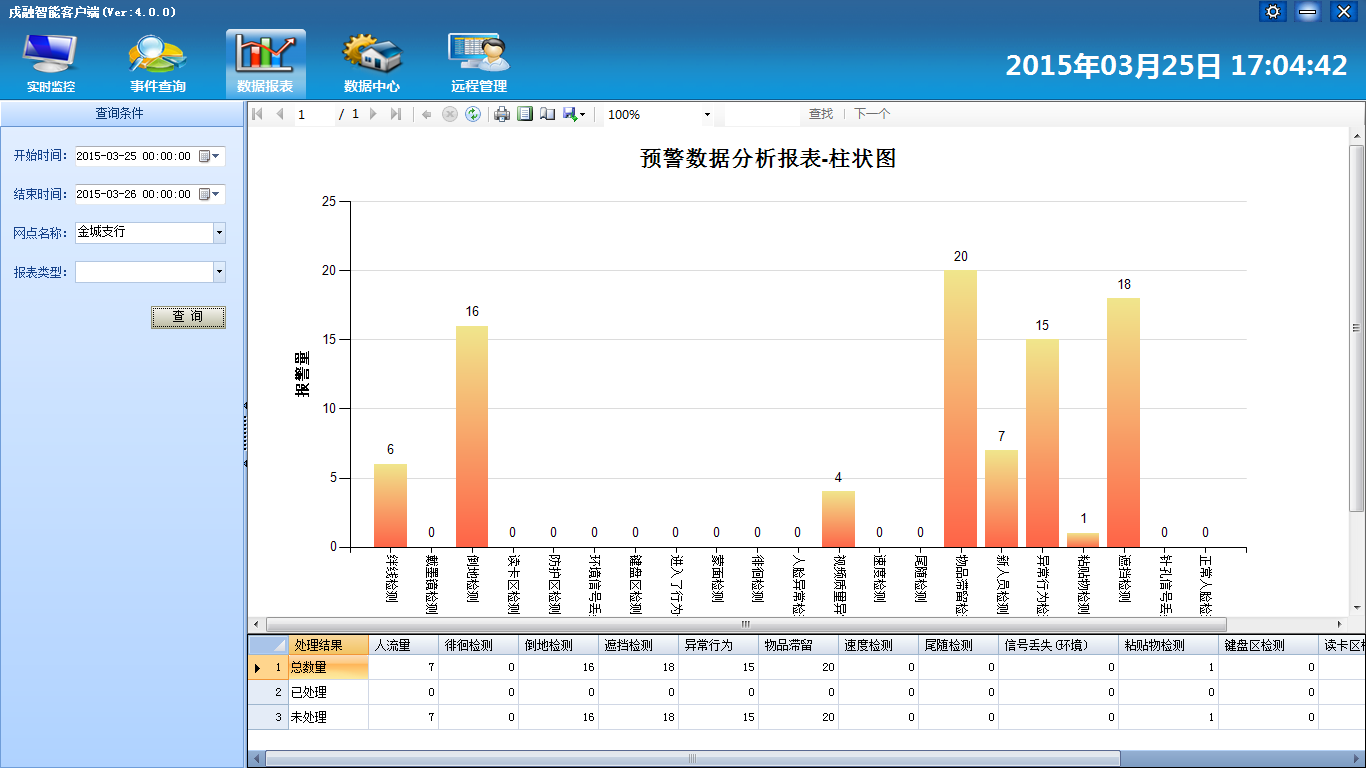 戍融智能客户端(Ver:4.0.0)
实时监控 事件查询 数据报表 数据中心 远程管理
2015年03月25日 17:04:42
查询条件
1 / 1 100% 查找 下一个
开始时间: 2015-03-25 00:00:00
结束时间: 2015-03-26 00:00:00
网点名称: 金城支行
报表类型:
查 询
预警数据分析报表-柱状图
报警量
25
20
15
10
5
0
6 0 16 0 0 0 0 0 0 0 0 4 0 0 20 7 15 1 18 0 0
绊线检测
戴墨镜检测
倒地检测
读卡区检测
防护区检测
环境信号丢
键盘区检测
进入了行为
蒙面检测
徘徊检测
人脸异常检
视频质量异
速度检测
尾随检测
物品滞留检
新人员检测
异常行为检
粘贴物检测
遮挡检测
针孔信号丢
正常人脸检
处理结果 人流量 徘徊检测 倒地检测 遮挡检测 异常行为 物品滞留 速度检测 尾随检测 信号丢失(环境) 粘贴物检测 键盘区检测 读卡区检
1 总数量 7 0 16 18 15 20 0 0 0 1 0
2 已处理 0 0 0 0 0 0 0 0 0 0 0
3 未处理 7 0 16 18 15 20 0 0 0 1 0